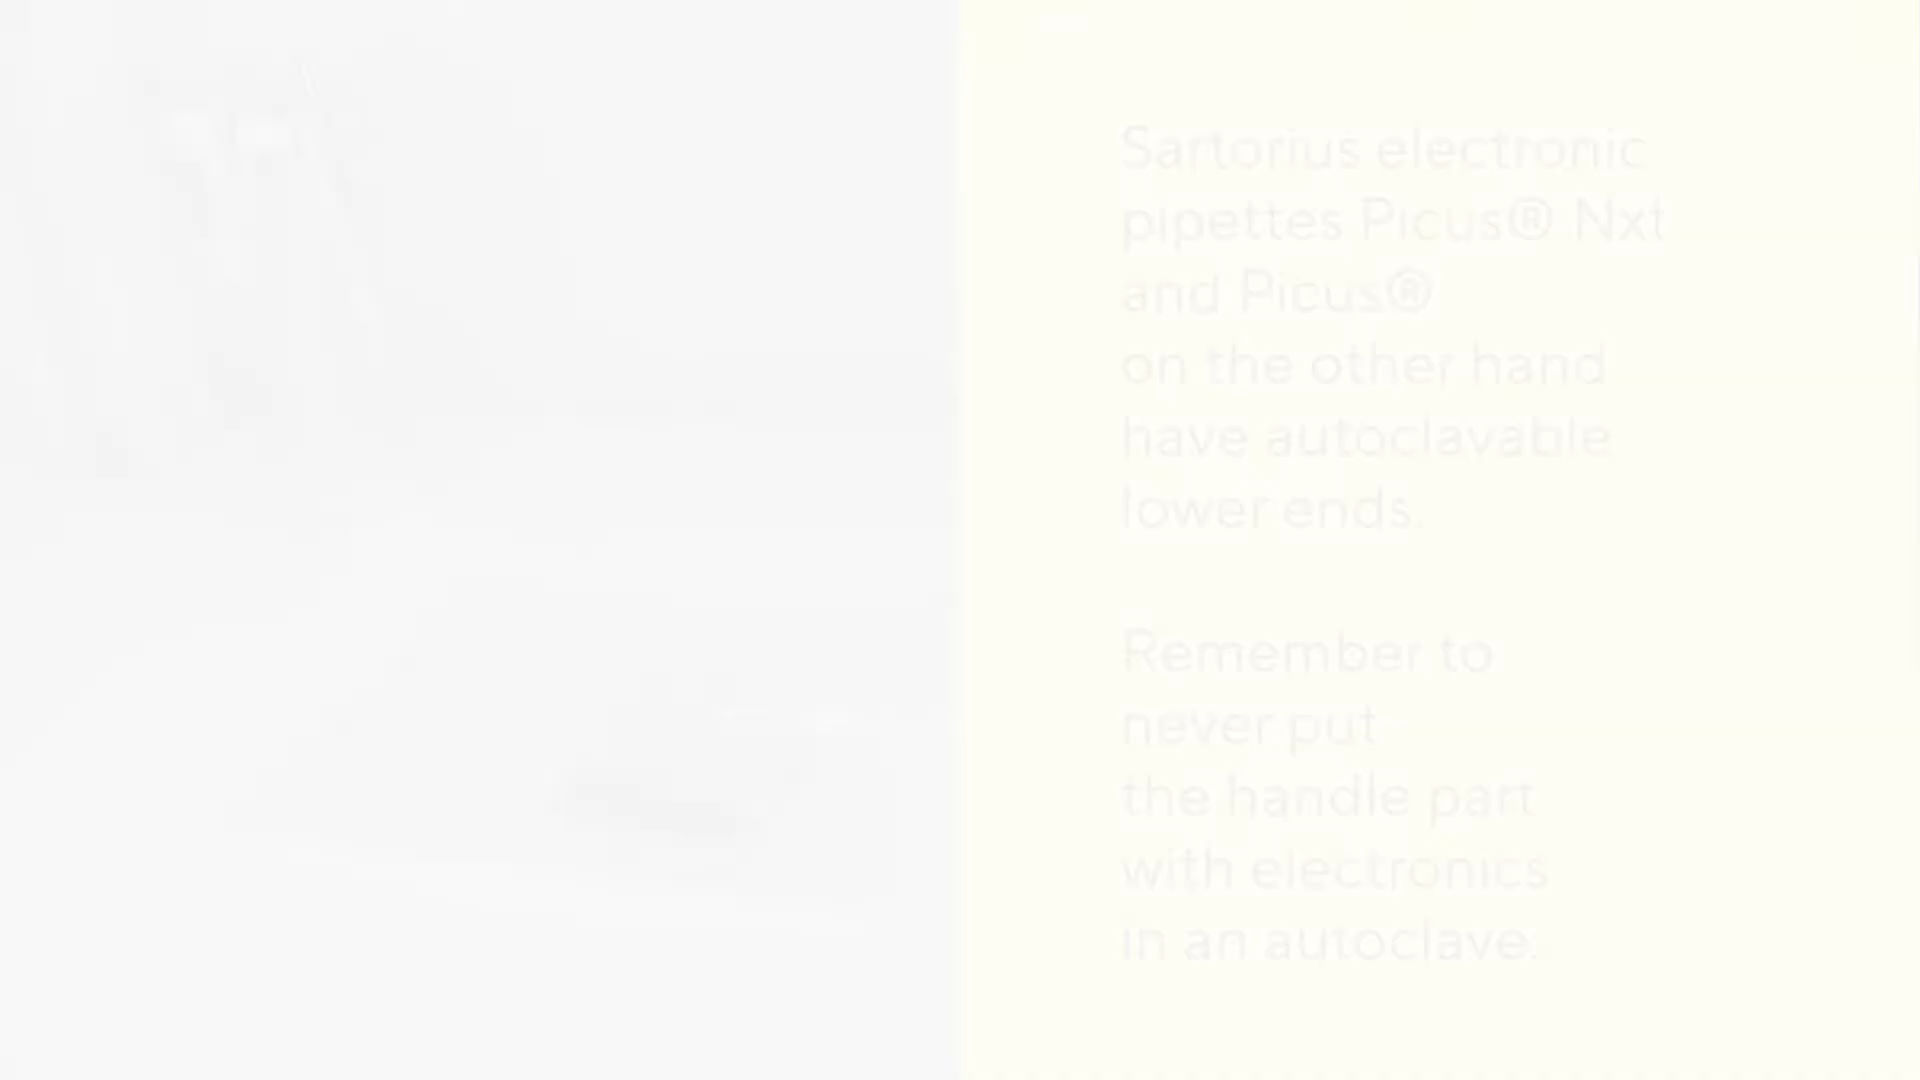 Sartorius electronic
pipettes Picus® Nxt
and Picus®
on the other hand
have autoclavable
lower ends.
Remember to
never put
the handle part
with electronics
in an autoclave.